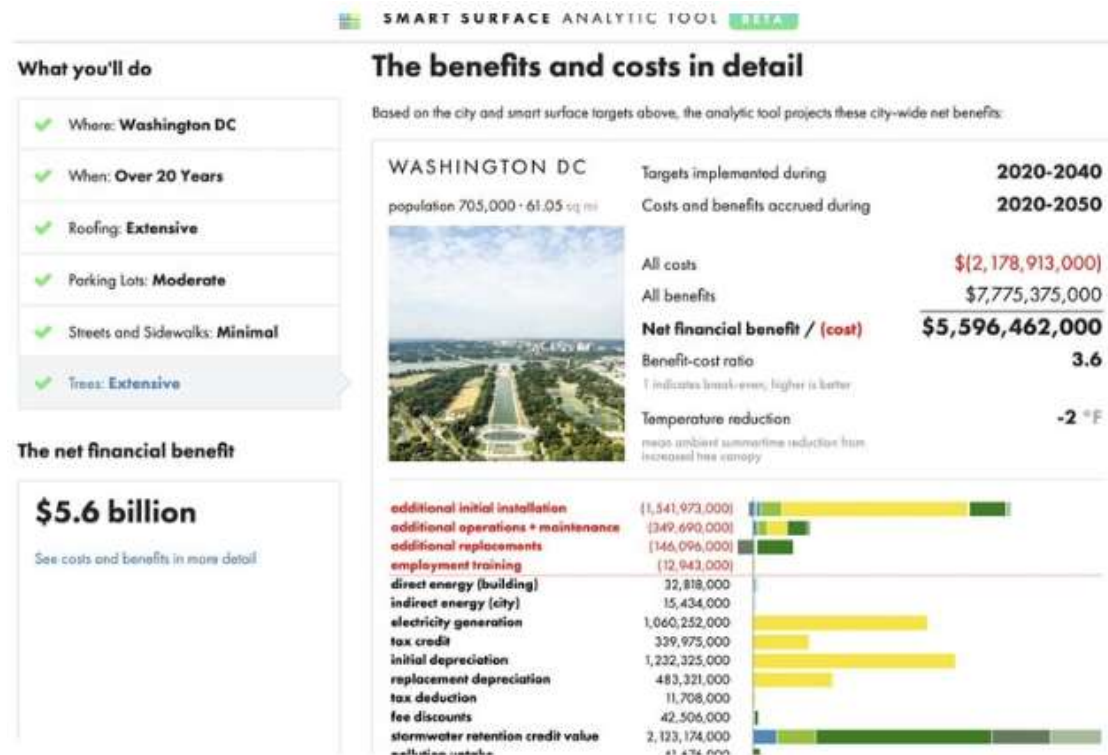 SMART SURFACE ANALYTIC TOOL BETA
What you'll do
Where: Washington DC
When: Over 20 Years
Roofing: Extensive
Parking Lots: Moderate
Streets and Sidewalks: Minimal
Trees: Extensive
The net financial benefit
$5.6 billion
See costs and benefits in more detail
The benefits and costs in detail
Based on the city and smart surface targets above, the analytic tool projects these city-wide net benefits:
WASHINGTON DC
population 705,000 · 61.05 sq mi
Targets implemented during 2020-2040
Costs and benefits accrued during 2020-2050
All costs $(2,178,913,000)
All benefits $7,775,375,000
Net financial benefit / (cost) $5,596,462,000
Benefit-cost ratio 3.6
1 indicates break-even, higher is better
Temperature reduction -2 °F
mean ambient summertime reduction from
increased tree canopy
additional initial installation (1,541,973,000)
additional operations + maintenance (349,690,000)
additional replacements (146,096,000)
employment training (12,943,000)
direct energy (building) 32,818,000
indirect energy (city) 15,434,000
electricity generation 1,060,252,000
tax credit 339,975,000
initial depreciation 1,232,325,000
replacement depreciation 483,321,000
tax deduction 11,708,000
fee discounts 42,506,000
stormwater retention credit value 2,123,174,000
pollution uptake 41,676,000